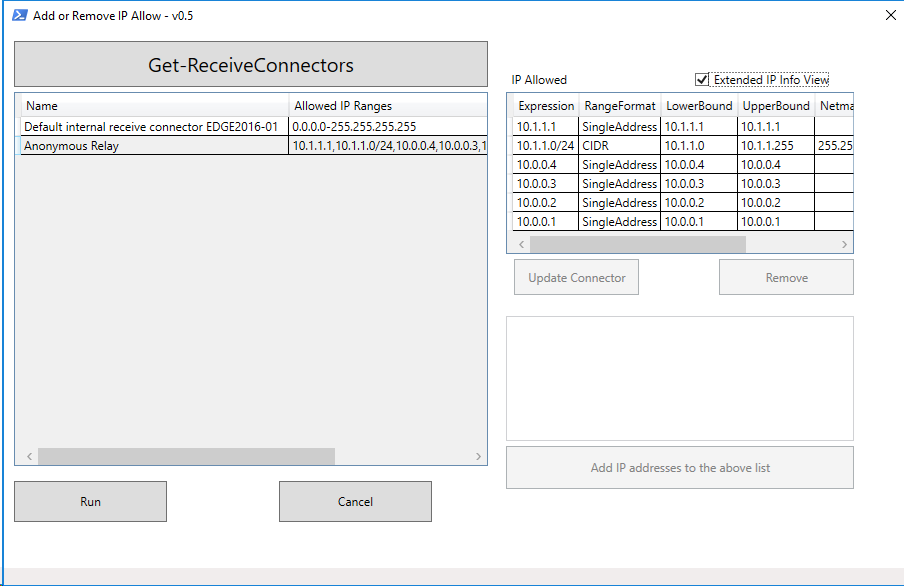 Add or Remove IP Allow - v0.5
Get-ReceiveConnectors
Name Allowed IP Ranges
Default internal receive connector EDGE2016-01 0.0.0.0-255.255.255.255
Anonymous Relay 10.1.1.1,10.1.1.0/24,10.0.0.4,10.0.0.3,1
Run
Cancel
IP Allowed
Extended IP Info View
Expression RangeFormat LowerBound UpperBound Netma
10.1.1.1 SingleAddress 10.1.1.1 10.1.1.1
10.1.1.0/24 CIDR 10.1.1.0 10.1.1.255 255.25
10.0.0.4 SingleAddress 10.0.0.4 10.0.0.4
10.0.0.3 SingleAddress 10.0.0.3 10.0.0.3
10.0.0.2 SingleAddress 10.0.0.2 10.0.0.2
10.0.0.1 SingleAddress 10.0.0.1 10.0.0.1
Update Connector
Remove
Add IP addresses to the above list